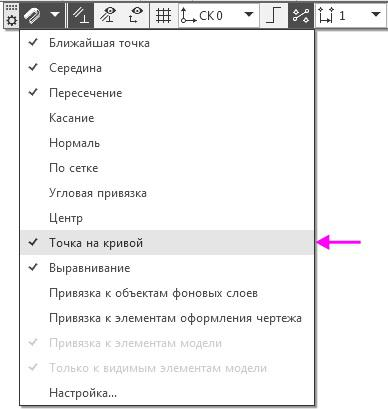 СК 0 1
Ближайшая точка
Середина
Пересечение
Касание
Нормаль
По сетке
Угловая привязка
Центр
Точка на кривой
Выравнивание
Привязка к объектам фоновых слоев
Привязка к элементам оформления чертежа
Привязка к элементам модели
Только к видимым элементам модели
Настройка...